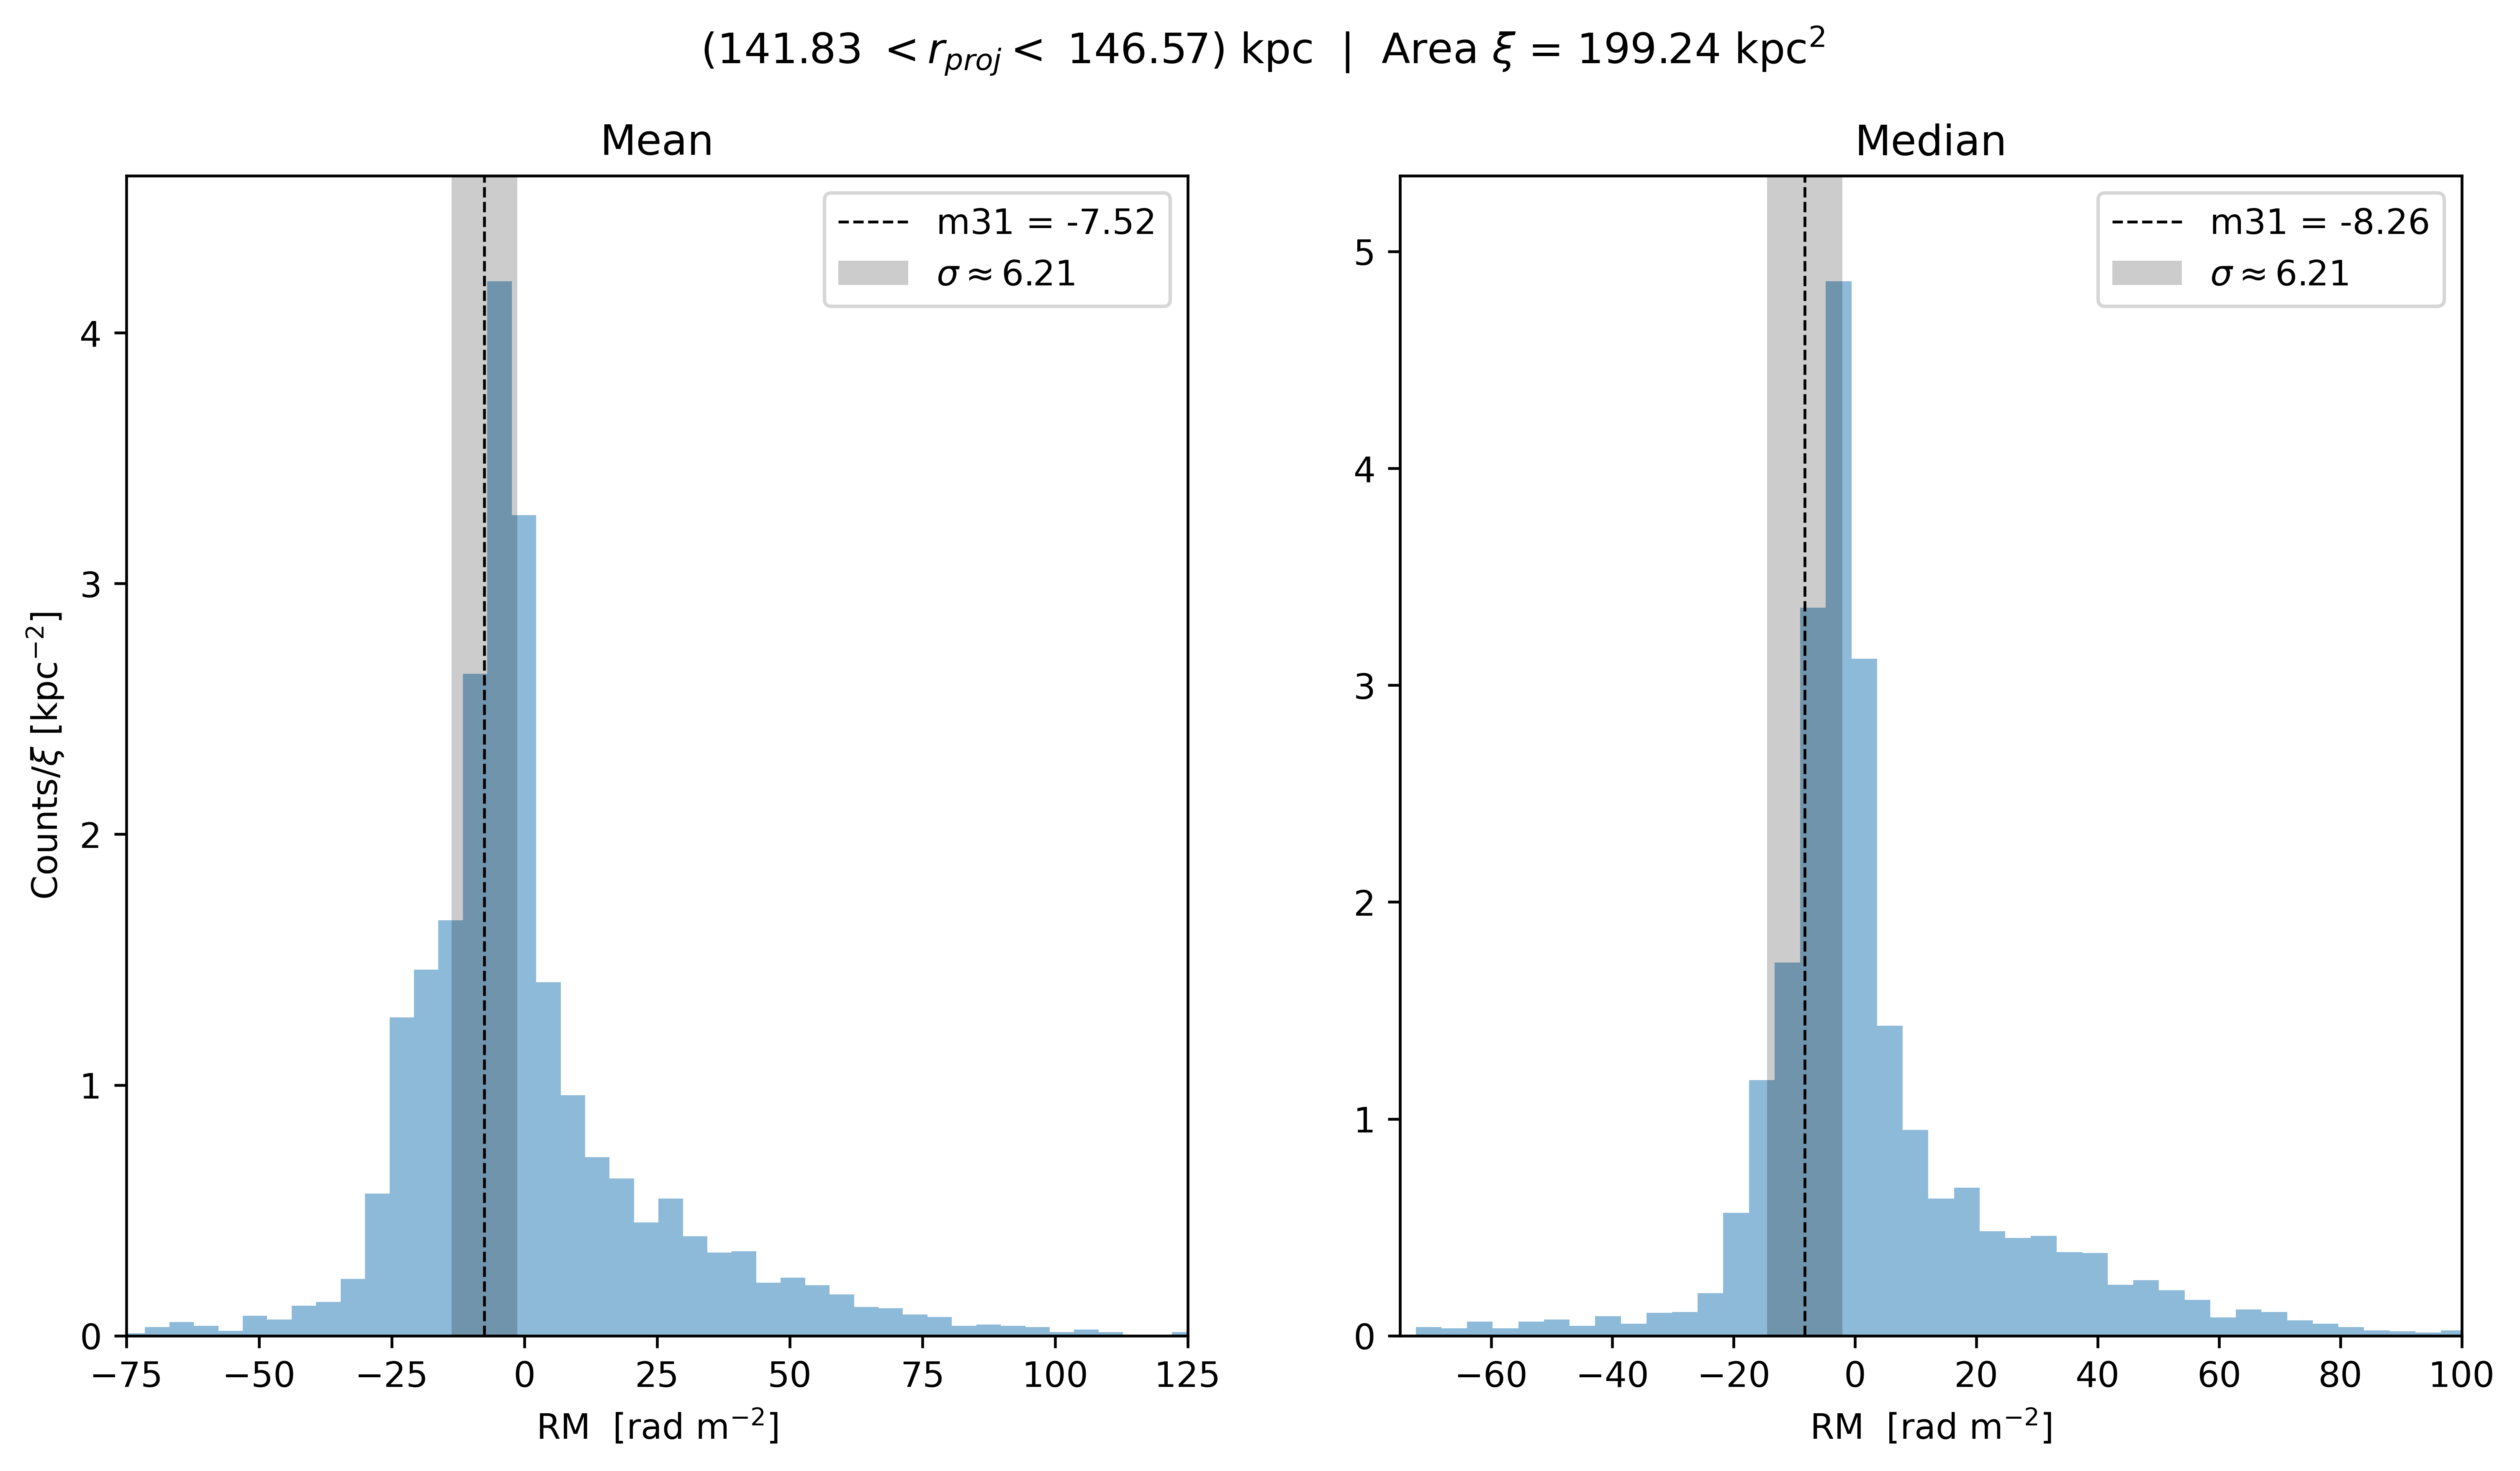 (141.83 < r_proj < 146.57) kpc | Area ξ = 199.24 kpc²
Mean
m31 = -7.52
σ ≈ 6.21
Counts/ξ [kpc⁻²]
4
3
2
1
0
−75 −50 −25 0 25 50 75 100 125
RM [rad m⁻²]
Median
m31 = -8.26
σ ≈ 6.21
5
4
3
2
1
0
−60 −40 −20 0 20 40 60 80 100
RM [rad m⁻²]